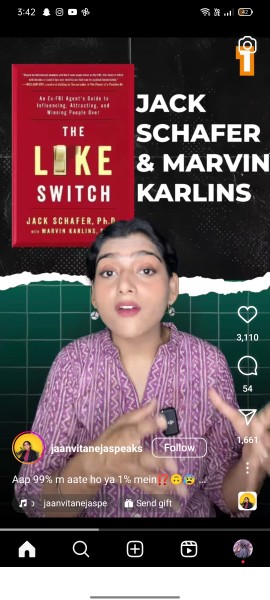 3:42
1
An Ex-FBI Agent's Guide to
Influencing, Attracting, and
Winning People Over
THE
LIKE
SWITCH
JACK SCHAFER, Ph.D.
WITH MARVIN KARLINS,
JACK
SCHAFER
& MARVIN
KARLINS
3,110
54
1,661
jaanvitanejaspeaks
Follow
Aap 99% m aate ho ya 1% mein‼️🙃😰 ...
jaanvitanejaspe
Send gift